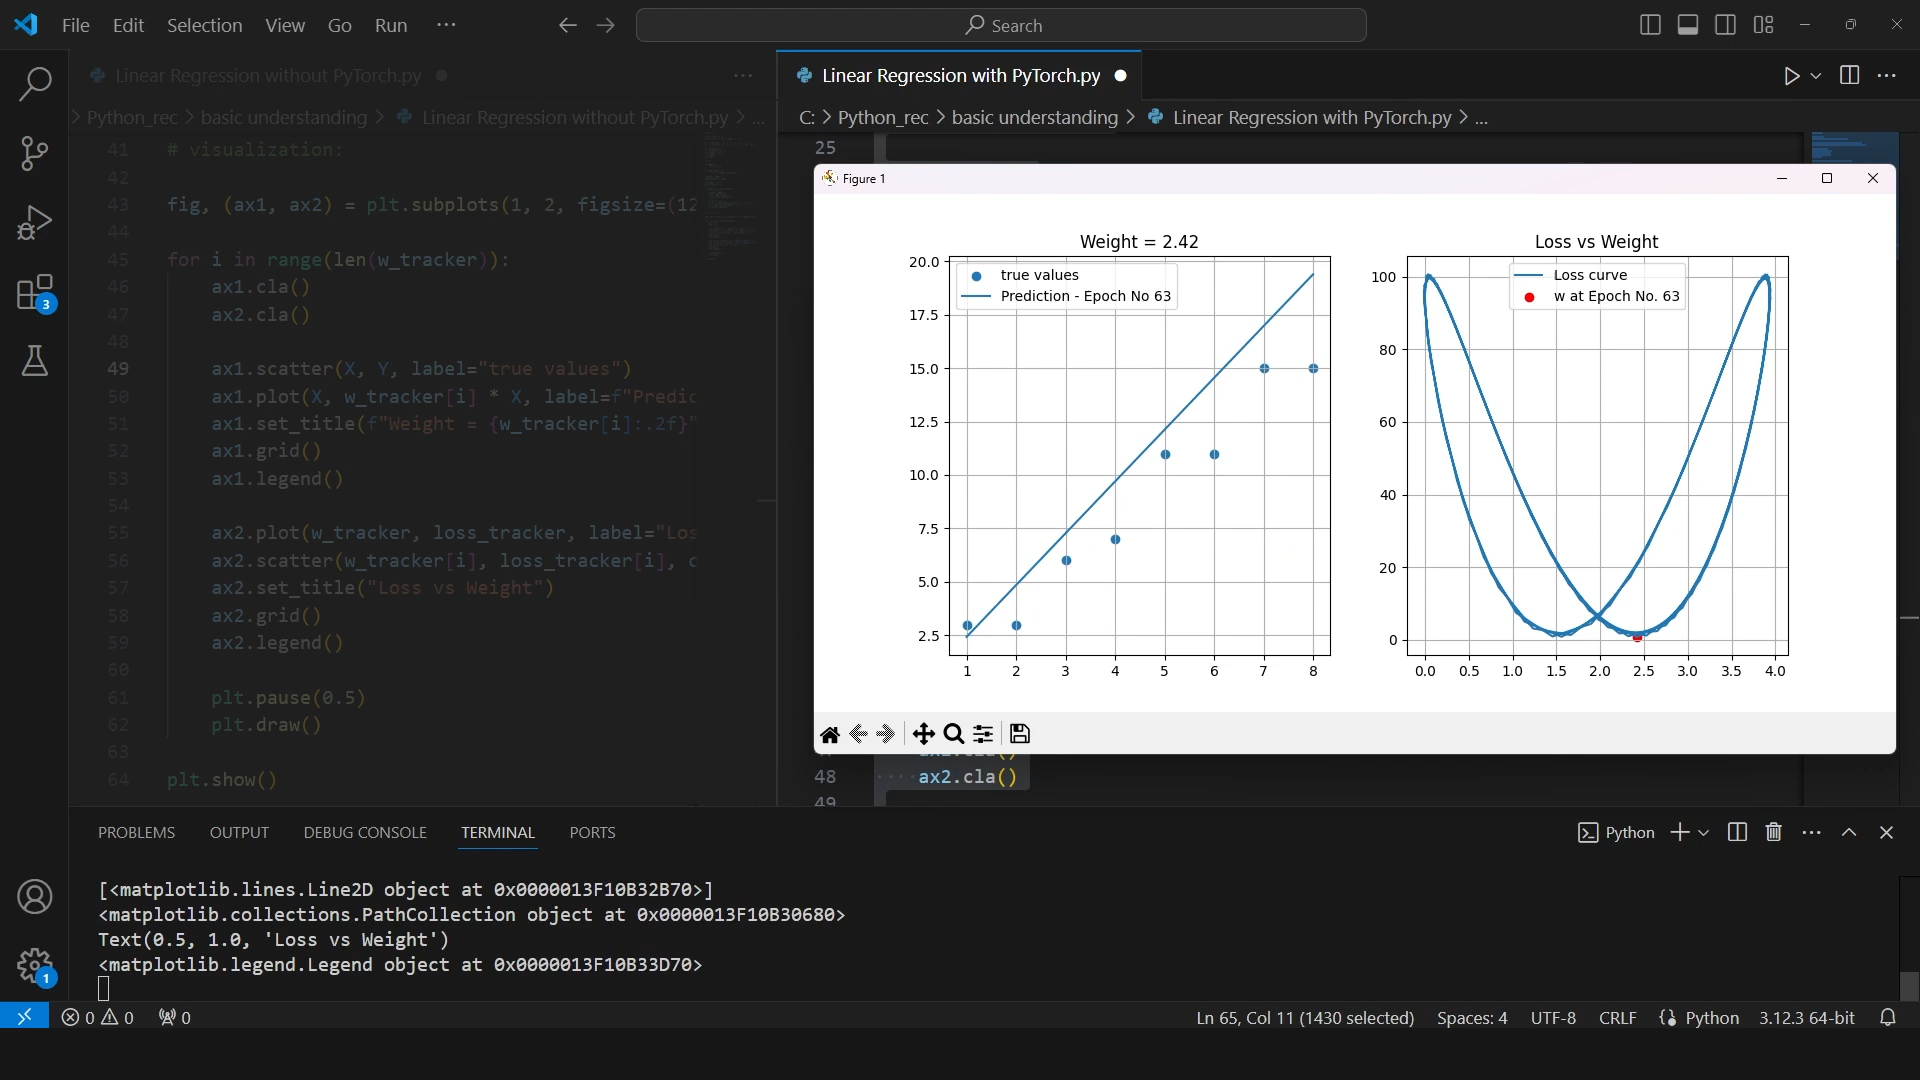 File Edit Selection View Go Run ···
Search
Linear Regression without PyTorch.py
Python_rec > basic understanding > Linear Regression without PyTorch.py > ...
41 # visualization:
42
43 fig, (ax1, ax2) = plt.subplots(1, 2, figsize=(12
44
45 for i in range(len(w_tracker)):
46 ax1.cla()
47 ax2.cla()
48
49 ax1.scatter(X, Y, label="true values")
50 ax1.plot(X, w_tracker[i] * X, label=f"Predic
51 ax1.set_title(f"Weight = {w_tracker[i]:.2f}"
52 ax1.grid()
53 ax1.legend()
54
55 ax2.plot(w_tracker, loss_tracker, label="Los
56 ax2.scatter(w_tracker[i], loss_tracker[i], c
57 ax2.set_title("Loss vs Weight")
58 ax2.grid()
59 ax2.legend()
60
61 plt.pause(0.5)
62 plt.draw()
63
64 plt.show()
Linear Regression with PyTorch.py
C: > Python_rec > basic understanding > Linear Regression with PyTorch.py > ...
25
Figure 1
Weight = 2.42
true values
Prediction - Epoch No 63
20.0
17.5
15.0
12.5
10.0
7.5
5.0
2.5
1 2 3 4 5 6 7 8
Loss vs Weight
Loss curve
w at Epoch No. 63
100
80
60
40
20
0
0.0 0.5 1.0 1.5 2.0 2.5 3.0 3.5 4.0
48 ax2.cla()
49
PROBLEMS OUTPUT DEBUG CONSOLE TERMINAL PORTS
Python
[<matplotlib.lines.Line2D object at 0x0000013F10B32B70>]
<matplotlib.collections.PathCollection object at 0x0000013F10B30680>
Text(0.5, 1.0, 'Loss vs Weight')
<matplotlib.legend.Legend object at 0x0000013F10B33D70>
3
1
0 0 0
Ln 65, Col 11 (1430 selected) Spaces: 4 UTF-8 CRLF Python 3.12.3 64-bit